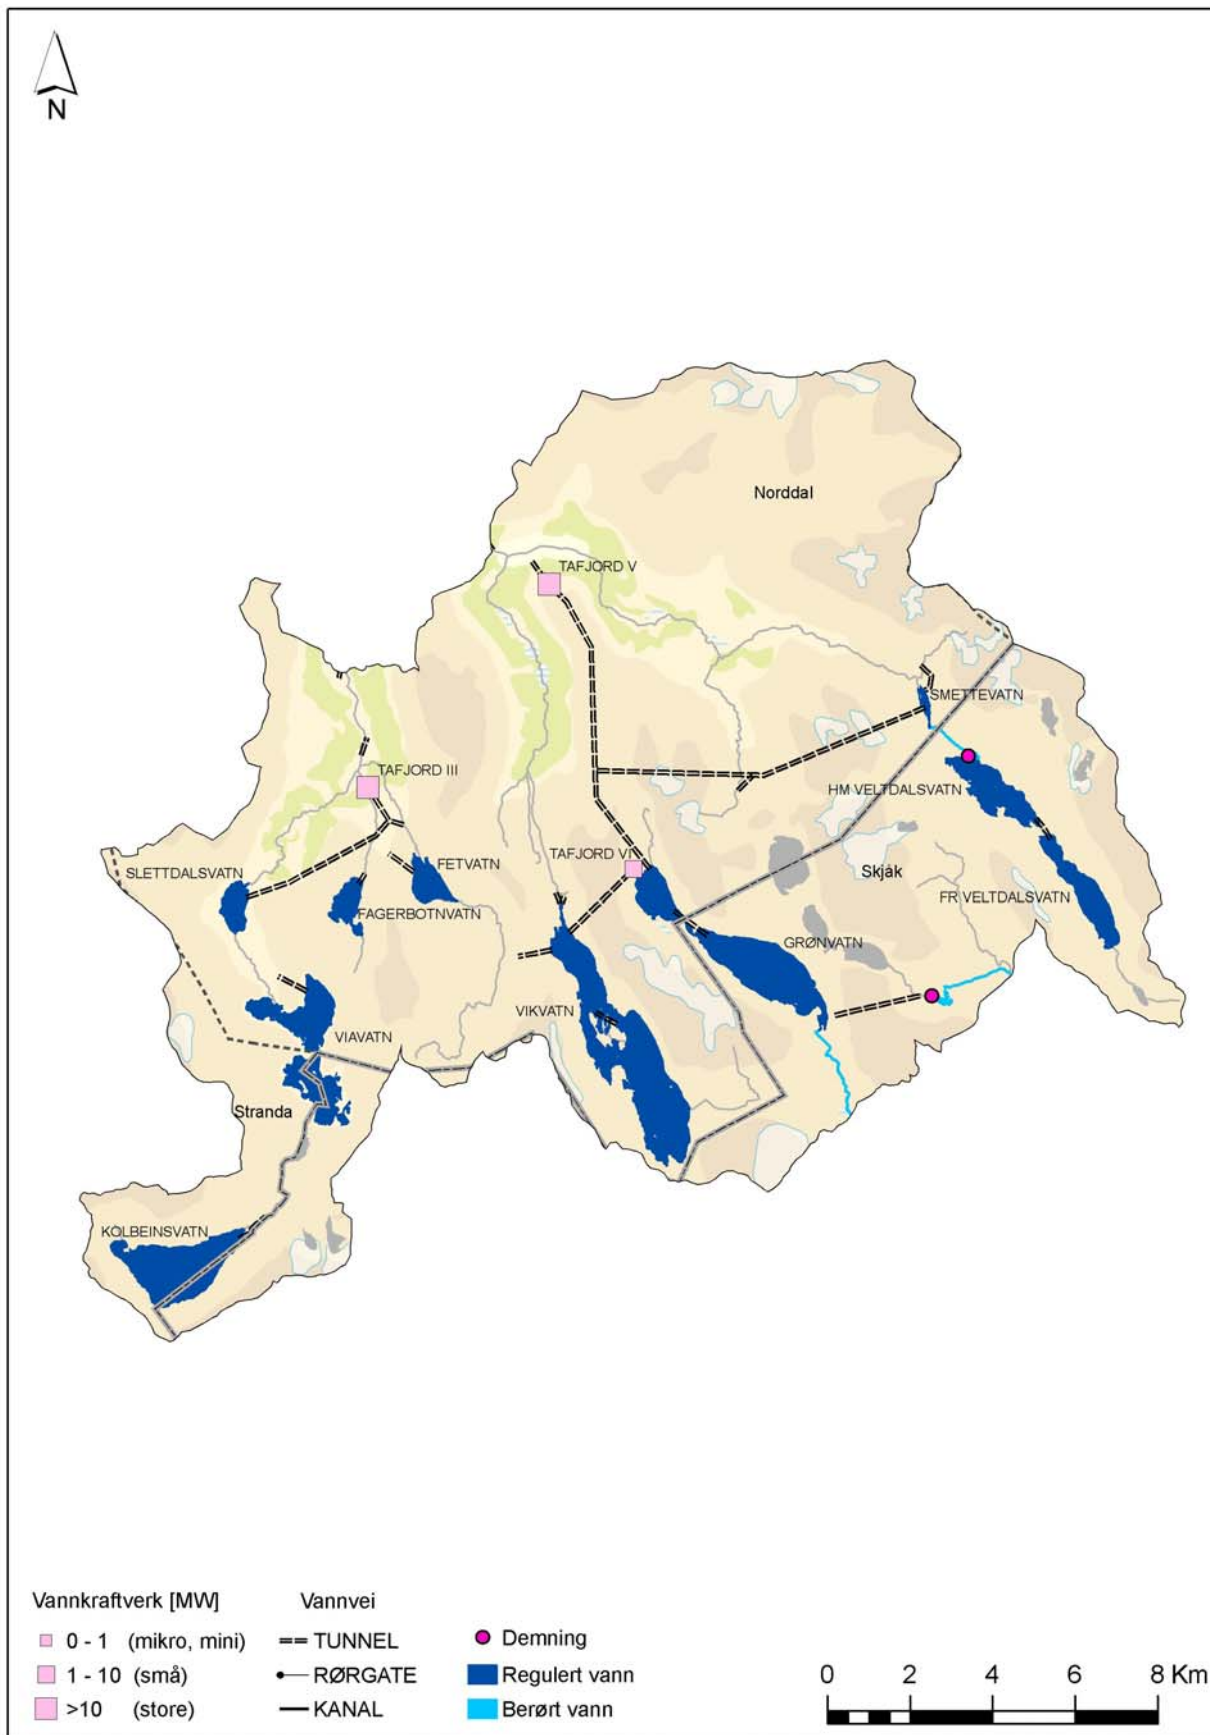 N
Norddal
TAFJORD V
SMETTEVATN
TAFJORD III
HM VELTDALSVATN
TAFJORD VI
SLETTDALSVATN
FETVATN
Skjåk
FR VELTDALSVATN
FAGERBOTNVATN
GRØNVATN
VIKVATN
VIAVATN
Stranda
KOLBEINSVATN
Vannkraftverk [MW]
0 - 1 (mikro, mini)
1 - 10 (små)
>10 (store)
Vannvei
TUNNEL
RØRGATE
KANAL
Demning
Regulert vann
Berørt vann
0 2 4 6 8 Km